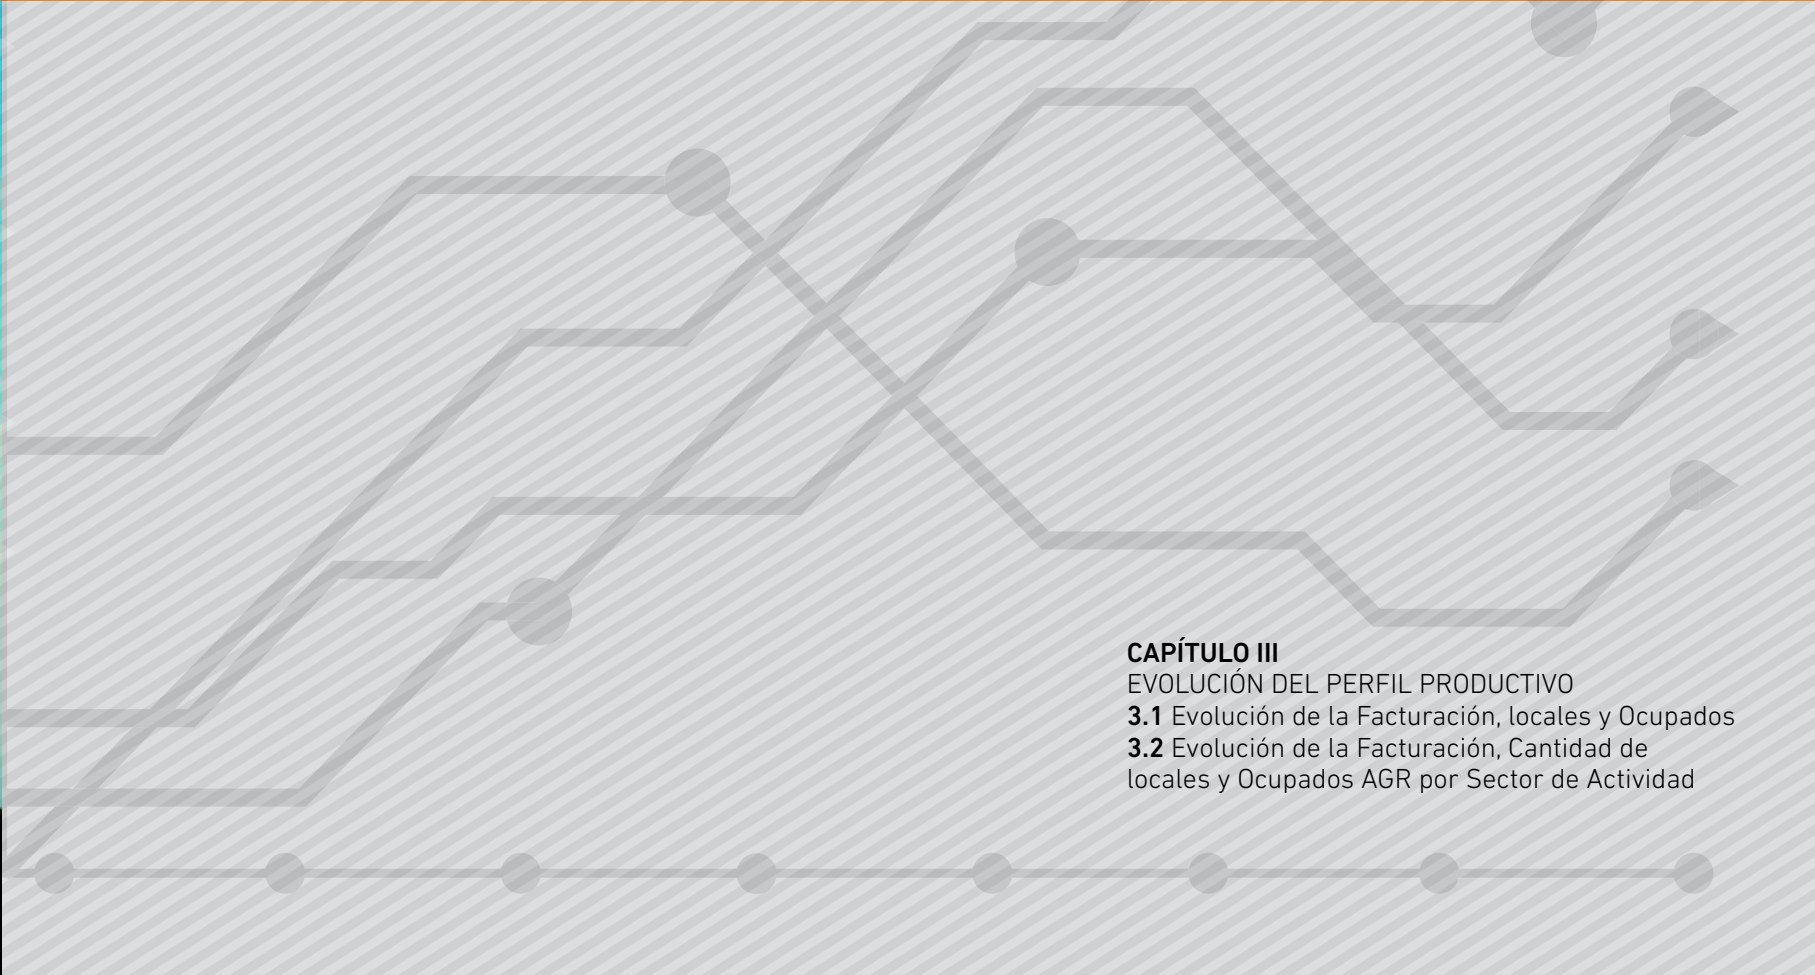 CAPÍTULO III
EVOLUCIÓN DEL PERFIL PRODUCTIVO
3.1 Evolución de la Facturación, locales y Ocupados
3.2 Evolución de la Facturación, Cantidad de
locales y Ocupados AGR por Sector de Actividad